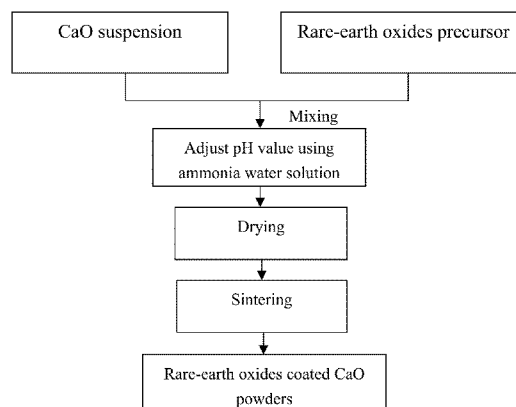 CaO suspension
Rare-earth oxides precursor
Mixing
Adjust pH value using
ammonia water solution
Drying
Sintering
Rare-earth oxides coated CaO
powders